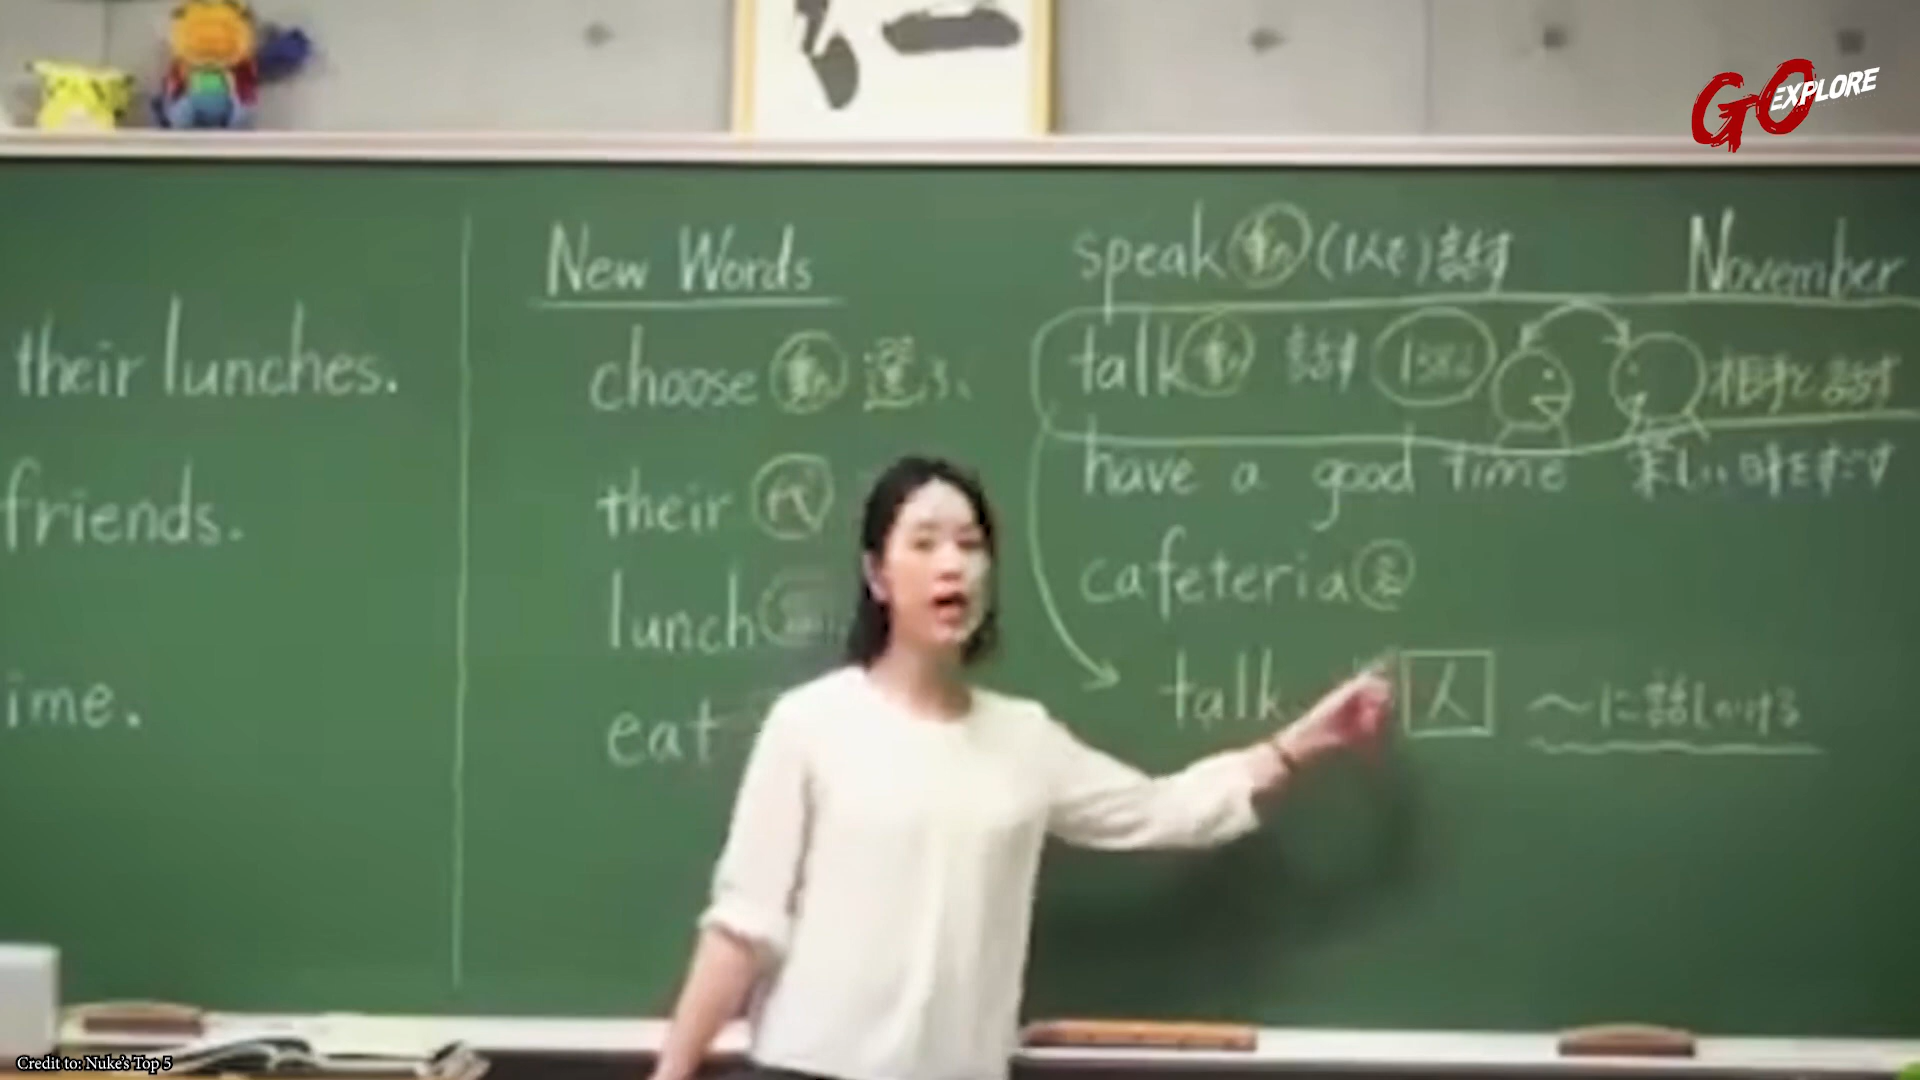 GO EXPLORE
their lunches.
friends.
ime.
New Words
choose 動 選ぶ
their 代
lunch
eat
November
speak 動 (〜を) 話す
talk 動 話す 相手と話す
have a good time 楽しい時をすごす
cafeteria 名
talk 人 〜に話しかける
Credit to: Nuke's Top 5